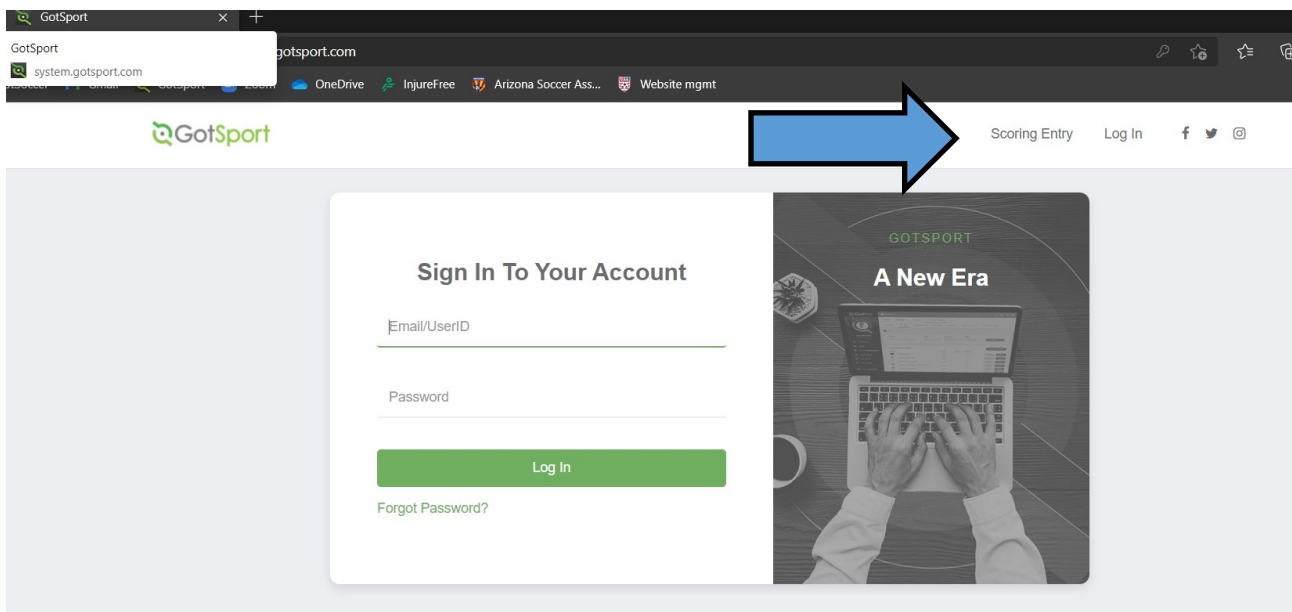 GotSport
GotSport
system.gotsport.com
gotsport.com
OneDrive InjureFree Arizona Soccer Ass... Website mgmt
GotSport
Scoring Entry Log In
Sign In To Your Account
Email/UserID
Password
Log In
Forgot Password?
GOTSPORT
A New Era